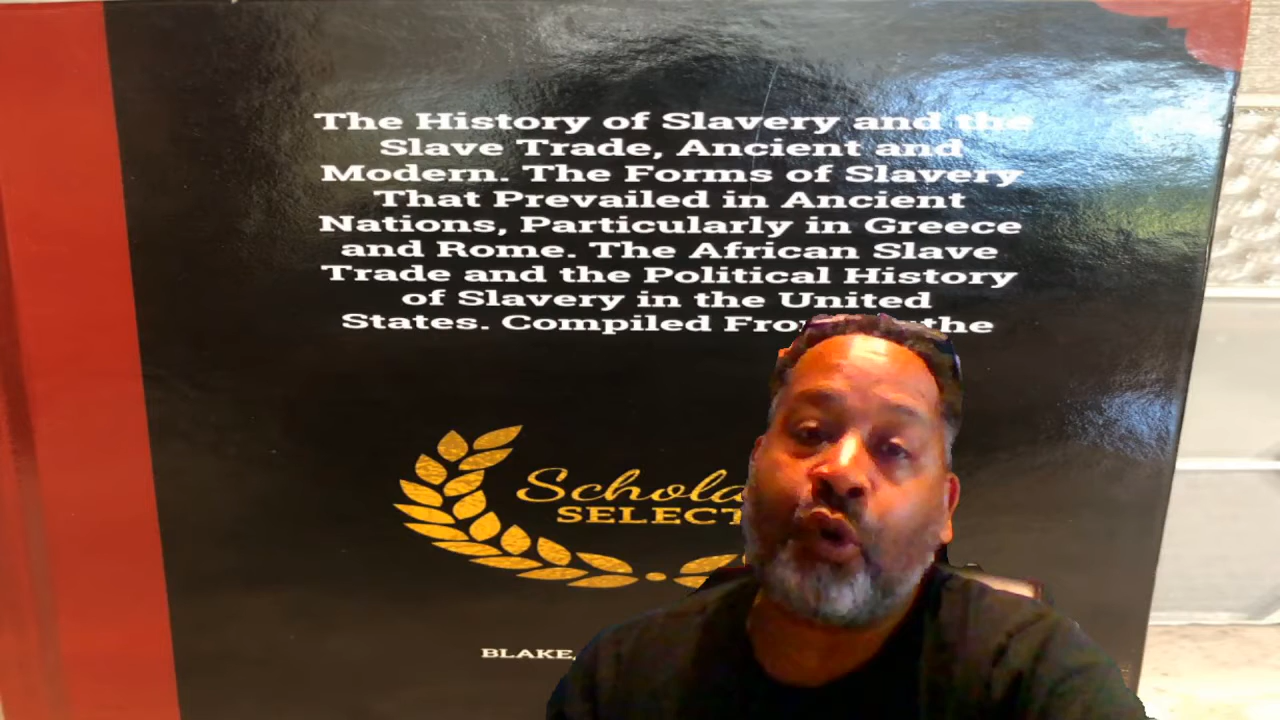 The History of Slavery and the
Slave Trade, Ancient and
Modern. The Forms of Slavery
That Prevailed in Ancient
Nations, Particularly in Greece
and Rome. The African Slave
Trade and the Political History
of Slavery in the United
States. Compiled the
SELECT
BLAKE,